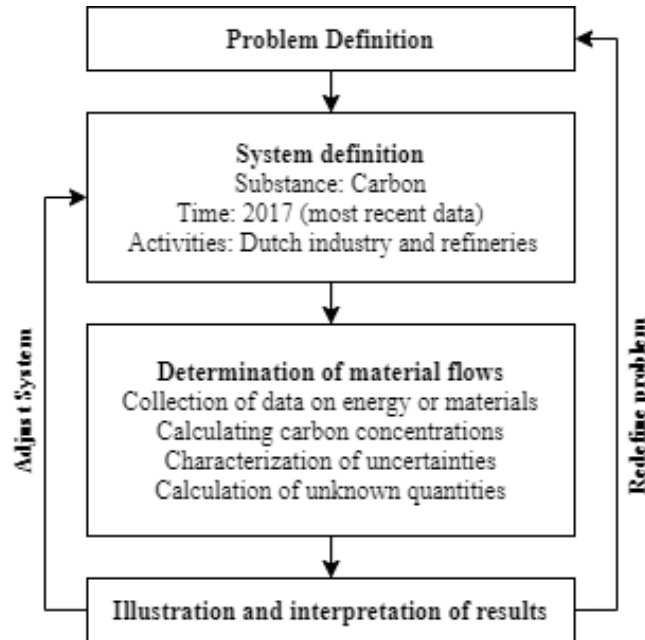 Problem Definition
System definition
Substance: Carbon
Time: 2017 (most recent data)
Activities: Dutch industry and refineries
Determination of material flows
Collection of data on energy or materials
Calculating carbon concentrations
Characterization of uncertainties
Calculation of unknown quantities
Illustration and interpretation of results
Adjust System
Redefine problem